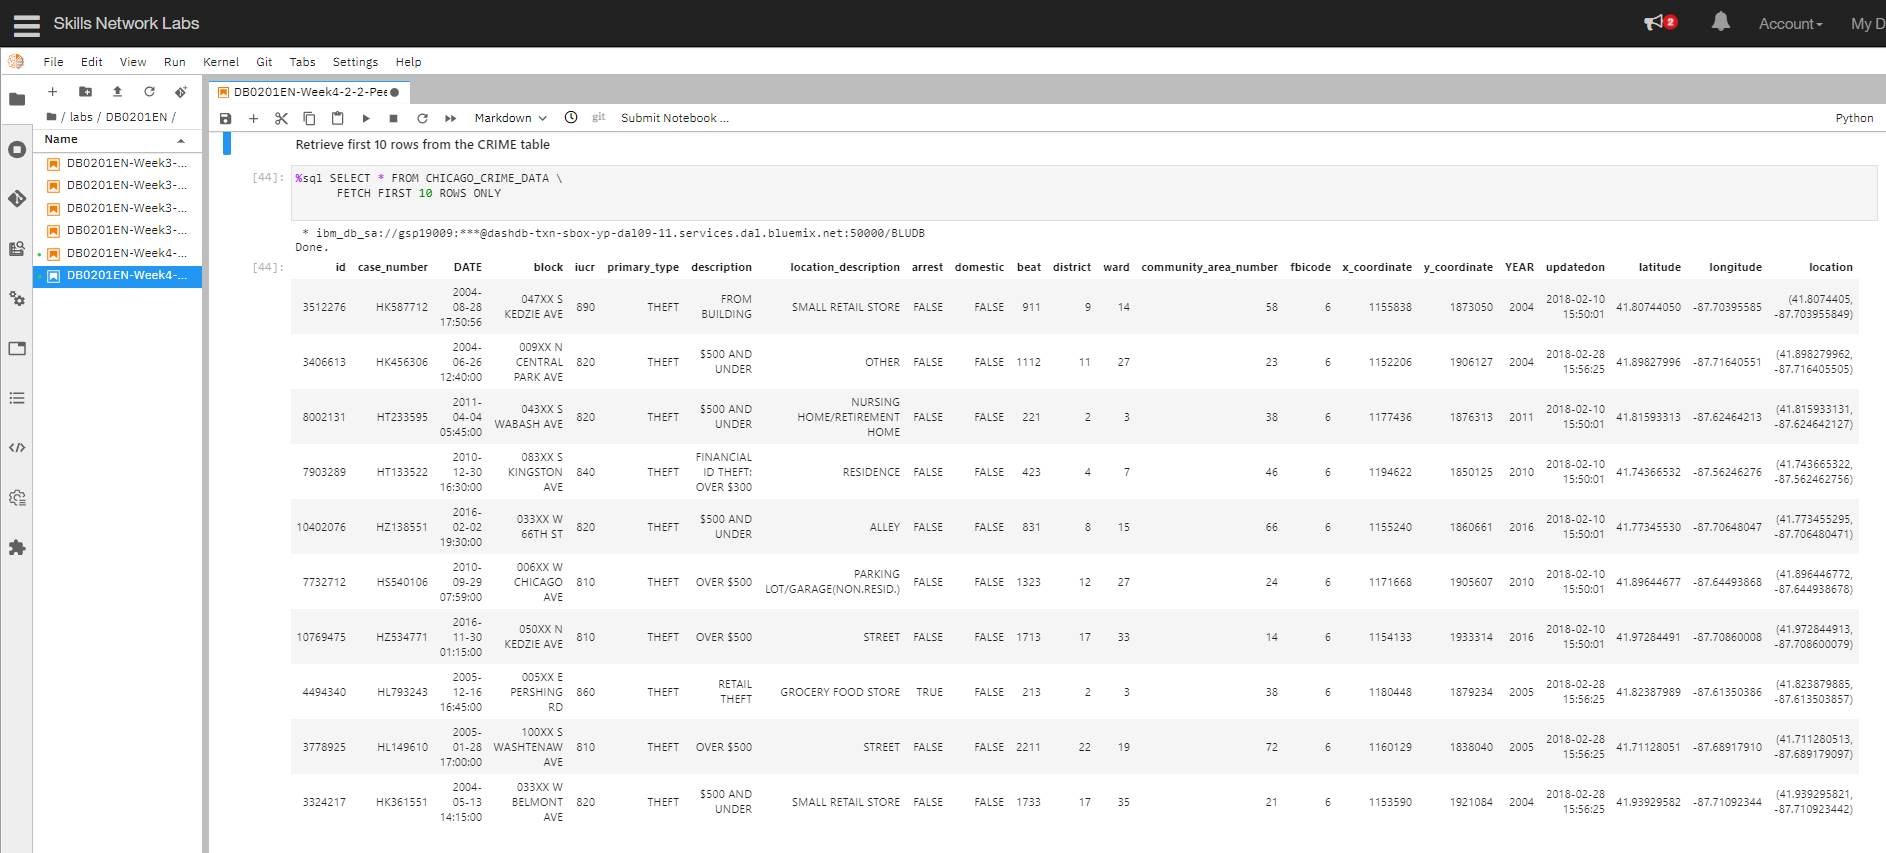 Skills Network Labs 2 Account My D
File Edit View Run Kernel Git Tabs Settings Help
DB0201EN-Week4-2-2-Pee
/ labs / DB0201EN /
Markdown git Submit Notebook ... Python
Name
DB0201EN-Week3-...
DB0201EN-Week3-...
DB0201EN-Week3-...
DB0201EN-Week3-...
DB0201EN-Week4-...
DB0201EN-Week4-...
Retrieve first 10 rows from the CRIME table
[44]: %sql SELECT * FROM CHICAGO_CRIME_DATA \
FETCH FIRST 10 ROWS ONLY
* ibm_db_sa://gsp19009:***@dashdb-txn-sbox-yp-dal09-11.services.dal.bluemix.net:50000/BLUDB
Done.
[44]: id case_number DATE block iucr primary_type description location_description arrest domestic beat district ward community_area_number fbicode x_coordinate y_coordinate YEAR updatedon latitude longitude location
3512276 HK587712 2004-08-28 17:50:56 047XX S KEDZIE AVE 890 THEFT FROM BUILDING SMALL RETAIL STORE FALSE FALSE 911 9 14 58 6 1155838 1873050 2004 2018-02-10 15:50:01 41.80744050 -87.70395585 (41.8074405, -87.703955849)
3406613 HK456306 2004-06-26 12:40:00 009XX N CENTRAL PARK AVE 820 THEFT $500 AND UNDER OTHER FALSE FALSE 1112 11 27 23 6 1152206 1906127 2004 2018-02-28 15:56:25 41.89827996 -87.71640551 (41.898279962, -87.716405505)
8002131 HT233595 2011-04-04 05:45:00 043XX S WABASH AVE 820 THEFT $500 AND UNDER NURSING HOME/RETIREMENT HOME FALSE FALSE 221 2 3 38 6 1177436 1876313 2011 2018-02-10 15:50:01 41.81593313 -87.62464213 (41.815933131, -87.624642127)
7903289 HT133522 2010-12-30 16:30:00 083XX S KINGSTON AVE 840 THEFT FINANCIAL ID THEFT: OVER $300 RESIDENCE FALSE FALSE 423 4 7 46 6 1194622 1850125 2010 2018-02-10 15:50:01 41.74366532 -87.56246276 (41.743665322, -87.562462756)
10402076 HZ138551 2016-02-02 19:30:00 033XX W 66TH ST 820 THEFT $500 AND UNDER ALLEY FALSE FALSE 831 8 15 66 6 1155240 1860661 2016 2018-02-10 15:50:01 41.77345530 -87.70648047 (41.773455295, -87.706480471)
7732712 HS540106 2010-09-29 07:59:00 006XX W CHICAGO AVE 810 THEFT OVER $500 PARKING LOT/GARAGE(NON.RESID.) FALSE FALSE 1323 12 27 24 6 1171668 1905607 2010 2018-02-10 15:50:01 41.89644677 -87.64493868 (41.896446772, -87.644938678)
10769475 HZ534771 2016-11-30 01:15:00 050XX N KEDZIE AVE 810 THEFT OVER $500 STREET FALSE FALSE 1713 17 33 14 6 1154133 1933314 2016 2018-02-10 15:50:01 41.97284491 -87.70860008 (41.972844913, -87.708600079)
4494340 HL793243 2005-12-16 16:45:00 005XX E PERSHING RD 860 THEFT RETAIL THEFT GROCERY FOOD STORE TRUE FALSE 213 2 3 38 6 1180448 1879234 2005 2018-02-28 15:56:25 41.82387989 -87.61350386 (41.823879885, -87.613503857)
3778925 HL149610 2005-01-28 17:00:00 100XX S WASHTENAW AVE 810 THEFT OVER $500 STREET FALSE FALSE 2211 22 19 72 6 1160129 1838040 2005 2018-02-28 15:56:25 41.71128051 -87.68917910 (41.711280513, -87.689179097)
3324217 HK361551 2004-05-13 14:15:00 033XX W BELMONT AVE 820 THEFT $500 AND UNDER SMALL RETAIL STORE FALSE FALSE 1733 17 35 21 6 1153590 1921084 2004 2018-02-28 15:56:25 41.93929582 -87.71092344 (41.939295821, -87.710923442)